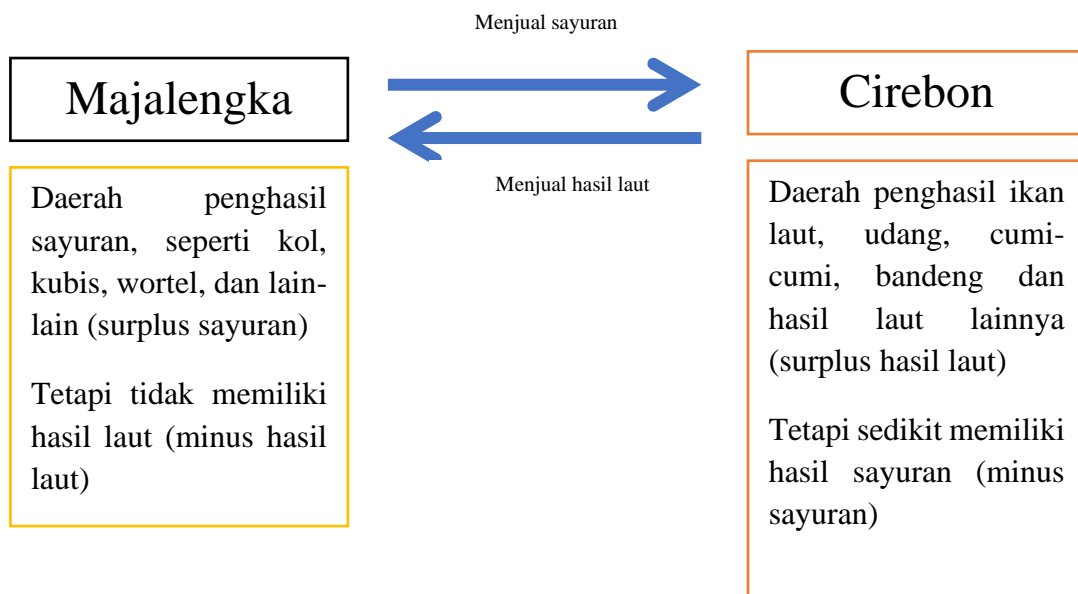 Menjual sayuran
Majalengka
Cirebon
Menjual hasil laut
Daerah penghasil
sayuran, seperti kol,
kubis, wortel, dan lain-
lain (surplus sayuran)
Tetapi tidak memiliki
hasil laut (minus hasil
laut)
Daerah penghasil ikan
laut, udang, cumi-
cumi, bandeng dan
hasil laut lainnya
(surplus hasil laut)
Tetapi sedikit memiliki
hasil sayuran (minus
sayuran)